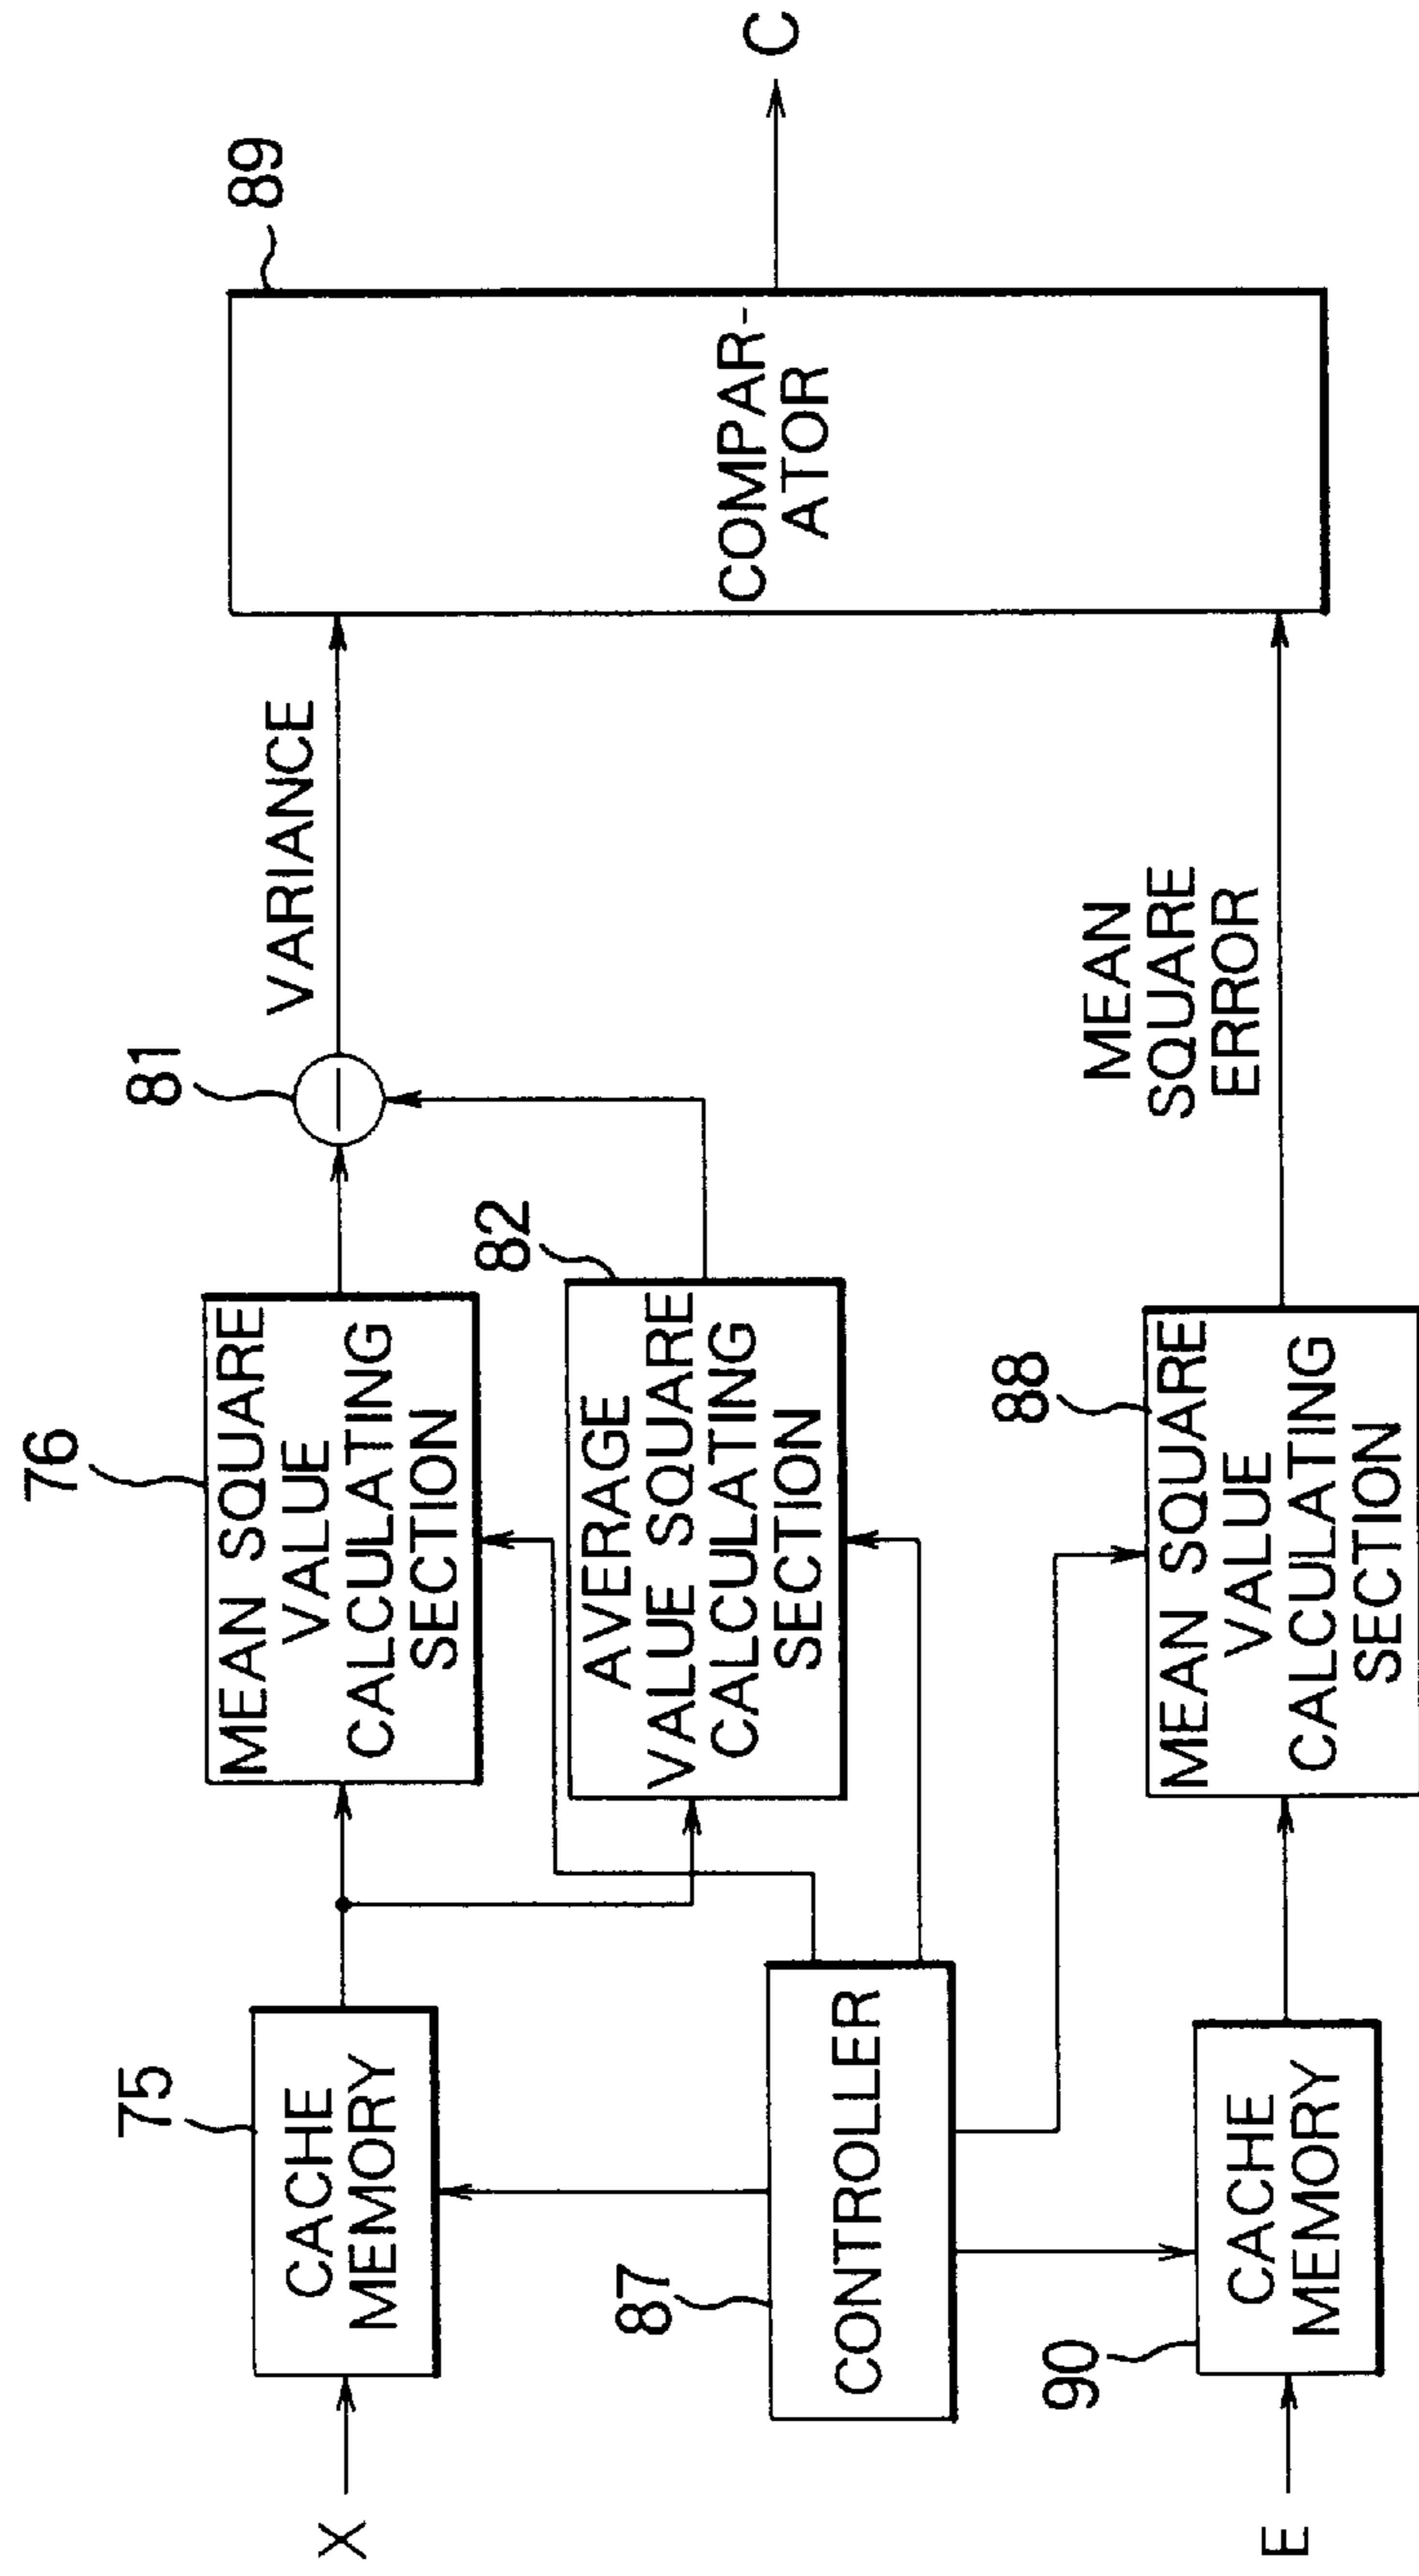 75
76
81
89
X
CACHE
MEMORY
MEAN SQUARE
VALUE
CALCULATING
SECTION
VARIANCE
82
AVERAGE
VALUE SQUARE
CALCULATING
SECTION
COMPAR-
ATOR
C
87
CONTROLLER
88
MEAN
SQUARE
ERROR
90
E
CACHE
MEMORY
MEAN SQUARE
VALUE
CALCULATING
SECTION